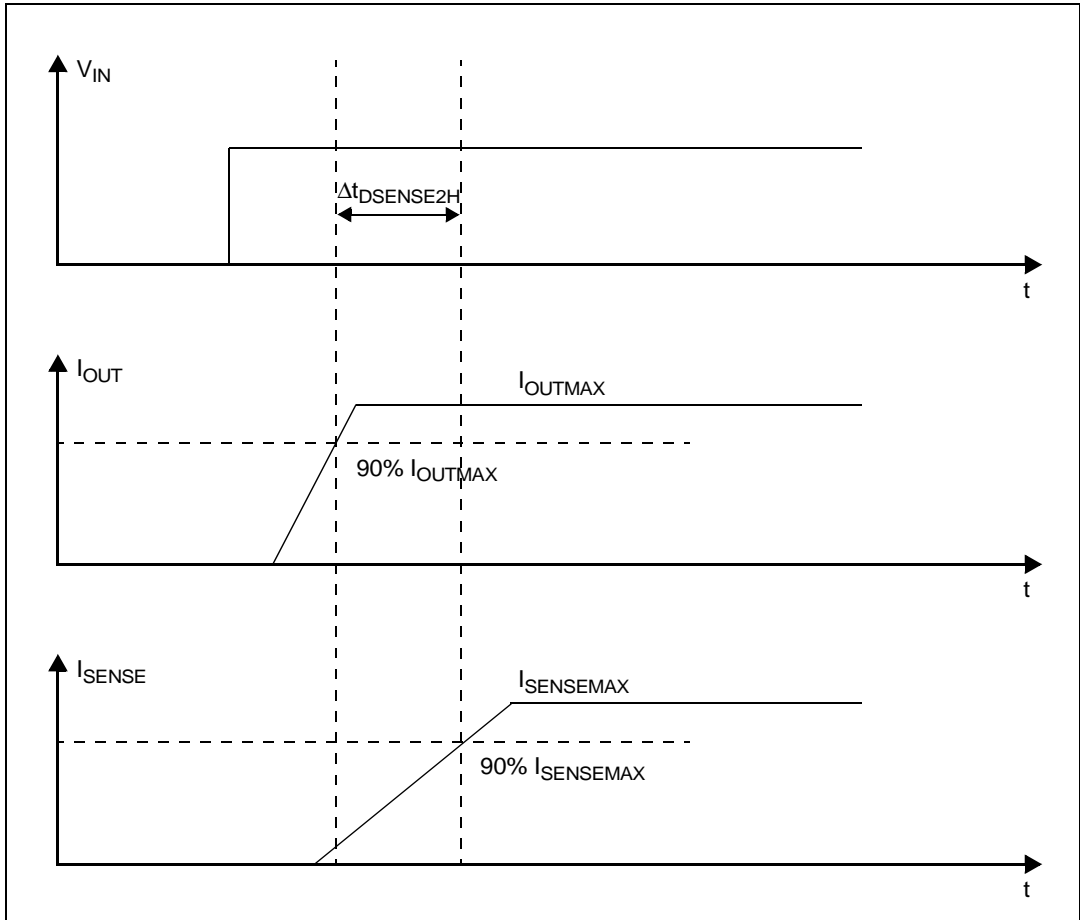 VIN
ΔtDSENSE2H
t
IOUT
IOUTMAX
90% IOUTMAX
t
ISENSE
ISENSEMAX
90% ISENSEMAX
t